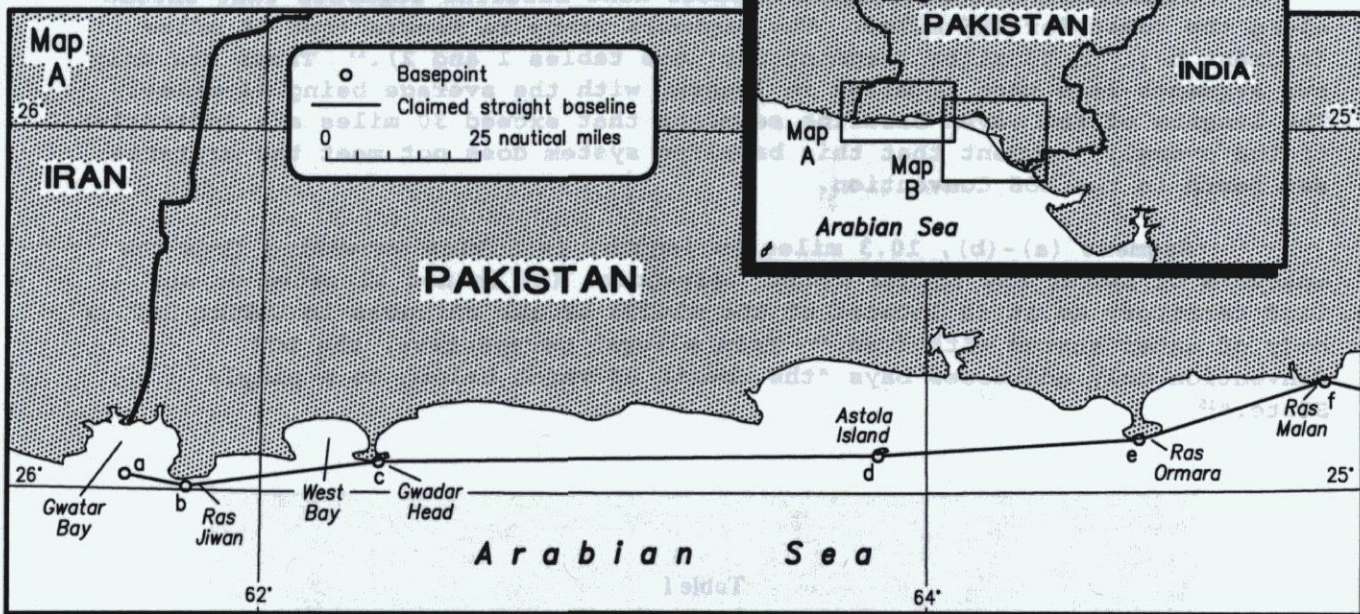 Map
A
26°
IRAN
Basepoint
Claimed straight baseline
0 25 nautical miles
PAKISTAN
INDIA
Map
A
Map
B
Arabian Sea
25°
PAKISTAN
Astola
Island
a
b
c
d
e
f
Gwatar
Bay
Ras
Jiwan
West
Bay
Gwadar
Head
Ras
Ormara
Ras
Malan
26°
25°
Arabian Sea
62°
64°